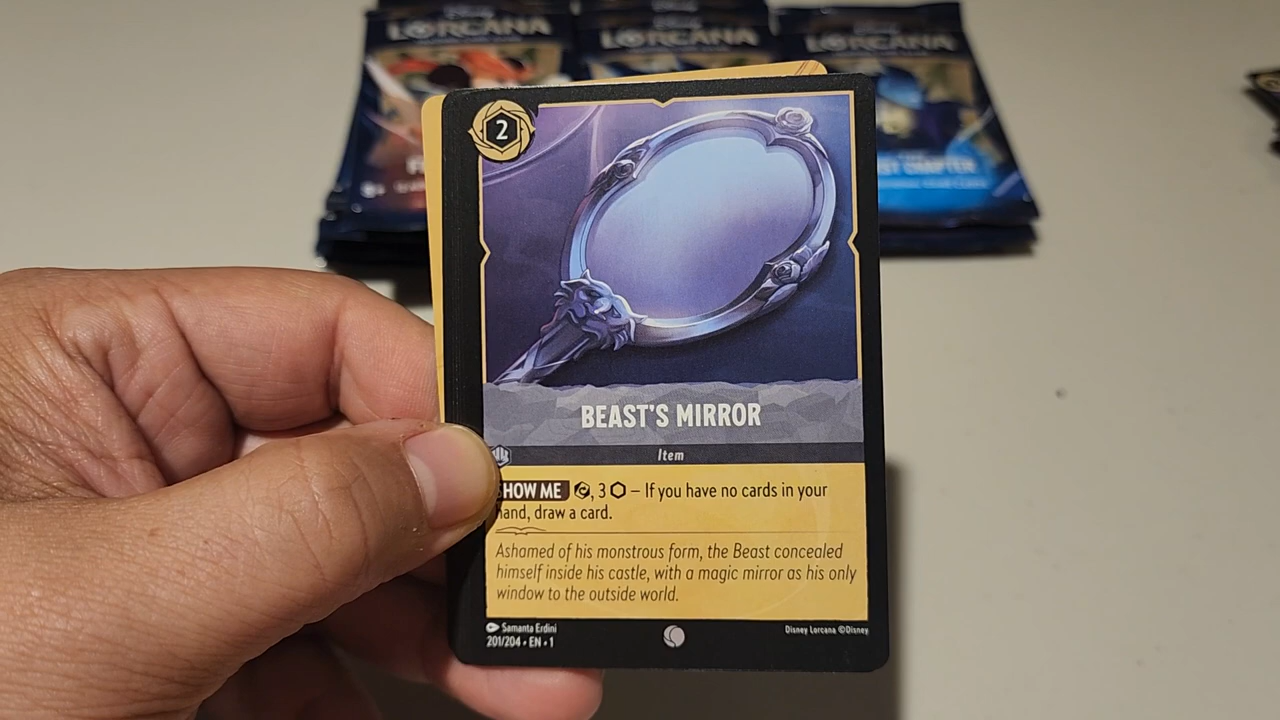 LORCANA
LORCANA
LORCANA
2
BEAST'S MIRROR
Item
HOW ME , 3 – If you have no cards in your
hand, draw a card.
Ashamed of his monstrous form, the Beast concealed
himself inside his castle, with a magic mirror as his only
window to the outside world.
Samanta Erdini
201/204 • EN • 1
Disney Lorcana ©Disney